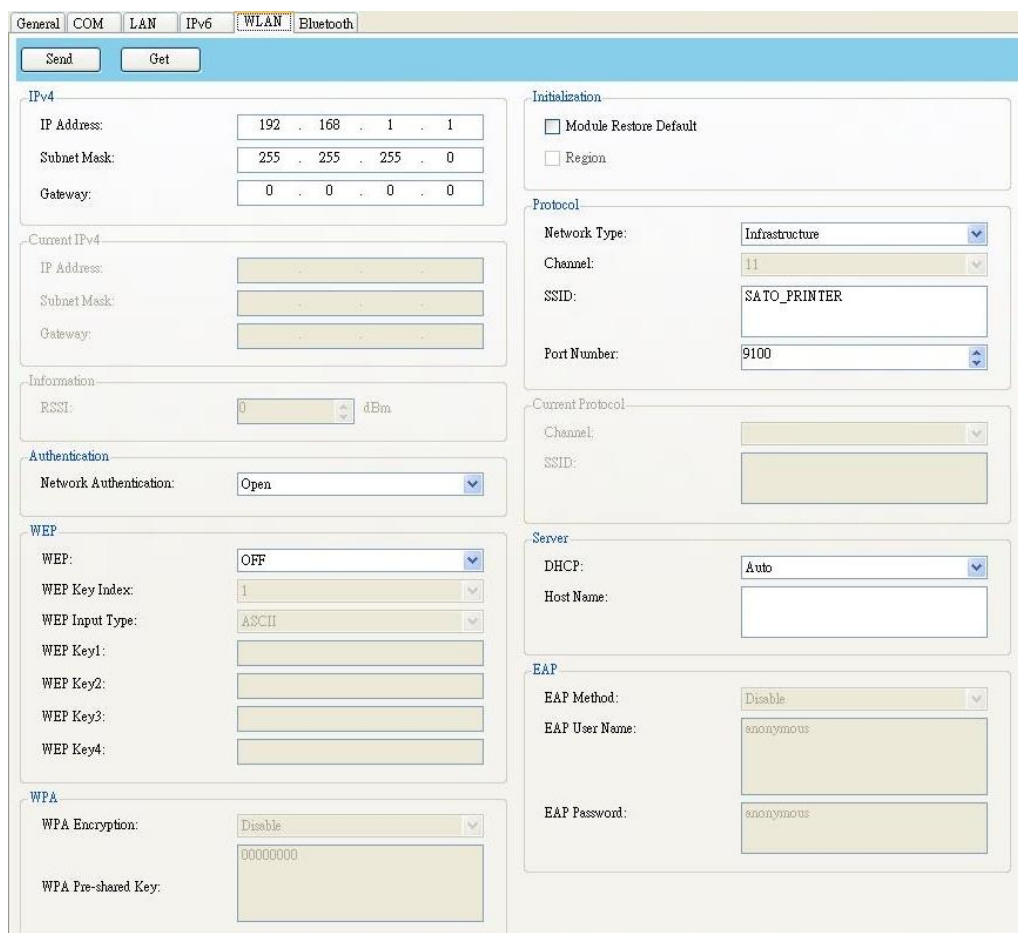 General COM LAN IPv6 WLAN Bluetooth
Send Get
IPv4
IP Address: 192 . 168 . 1 . 1
Subnet Mask: 255 . 255 . 255 . 0
Gateway: 0 . 0 . 0 . 0
Current IPv4
IP Address: . . .
Subnet Mask: . . .
Gateway: . . .
Information
RSSI: 0 dBm
Authentication
Network Authentication: Open
WEP
WEP: OFF
WEP Key Index: 1
WEP Input Type: ASCII
WEP Key1:
WEP Key2:
WEP Key3:
WEP Key4:
WPA
WPA Encryption: Disable
WPA Pre-shared Key: 00000000
Initialization
Module Restore Default
Region
Protocol
Network Type: Infrastructure
Channel: 11
SSID: SATO_PRINTER
Port Number: 9100
Current Protocol
Channel:
SSID:
Server
DHCP: Auto
Host Name:
EAP
EAP Method: Disable
EAP User Name: anonymous
EAP Password: anonymous